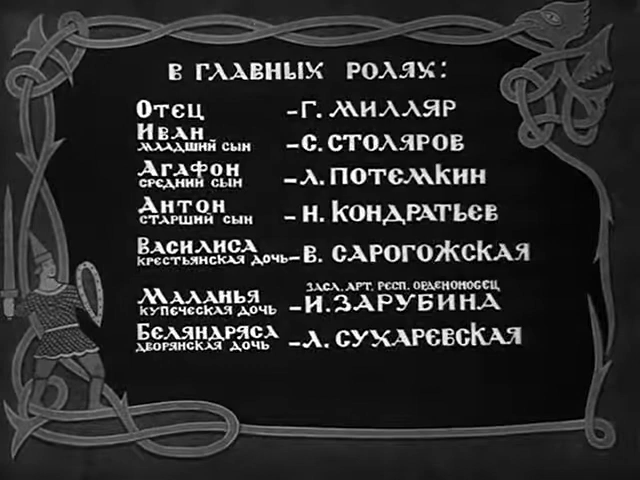 В ГЛАВНЫХ РОЛЯХ:
ОТЕЦ – Г. МИЛЛЯР
ИВАН
МЛАДШИЙ СЫН – С. СТОЛЯРОВ
АГАФОН
СРЕДНИЙ СЫН – Л. ПОТЕМКИН
АНТОН
СТАРШИЙ СЫН – Н. КОНДРАТЬЕВ
ВАСИЛИСА
КРЕСТЬЯНСКАЯ ДОЧЬ – В. САРОГОЖСКАЯ
ЗАСЛ. АРТ. РЕСП. ОРДЕНОНОСЕЦ
МАЛАНЬЯ
КУПЕЧЕСКАЯ ДОЧЬ – И. ЗАРУБИНА
БЕЛЯНДРЯСА
ДВОРЯНСКАЯ ДОЧЬ – Л. СУХАРЕВСКАЯ